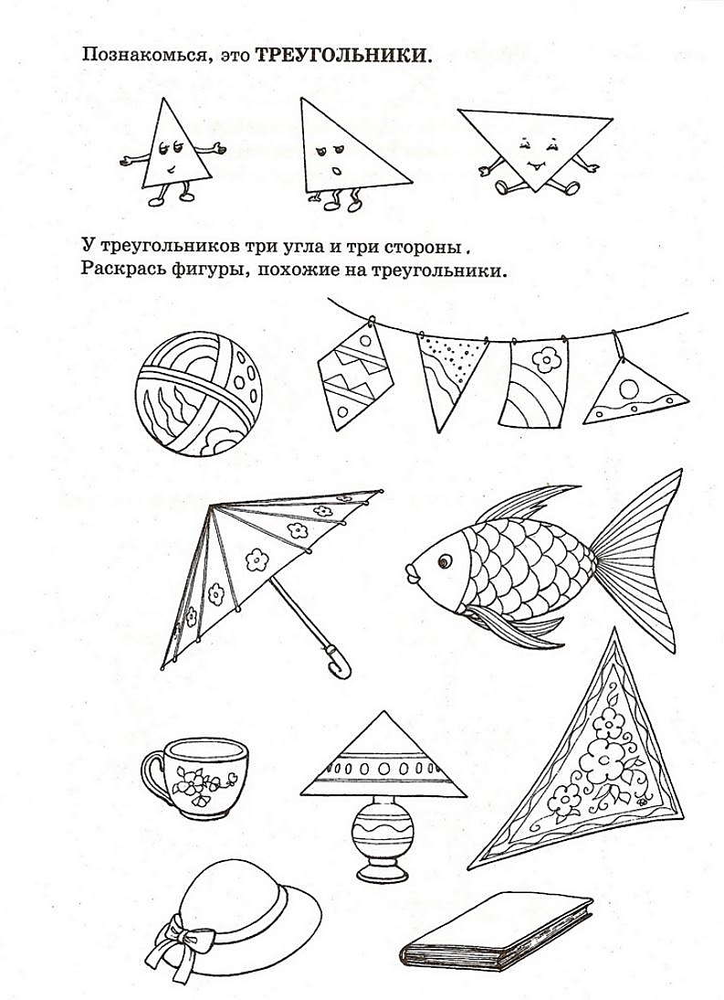 Познакомься, это ТРЕУГОЛЬНИКИ.
У треугольников три угла и три стороны .
Раскрась фигуры, похожие на треугольники.